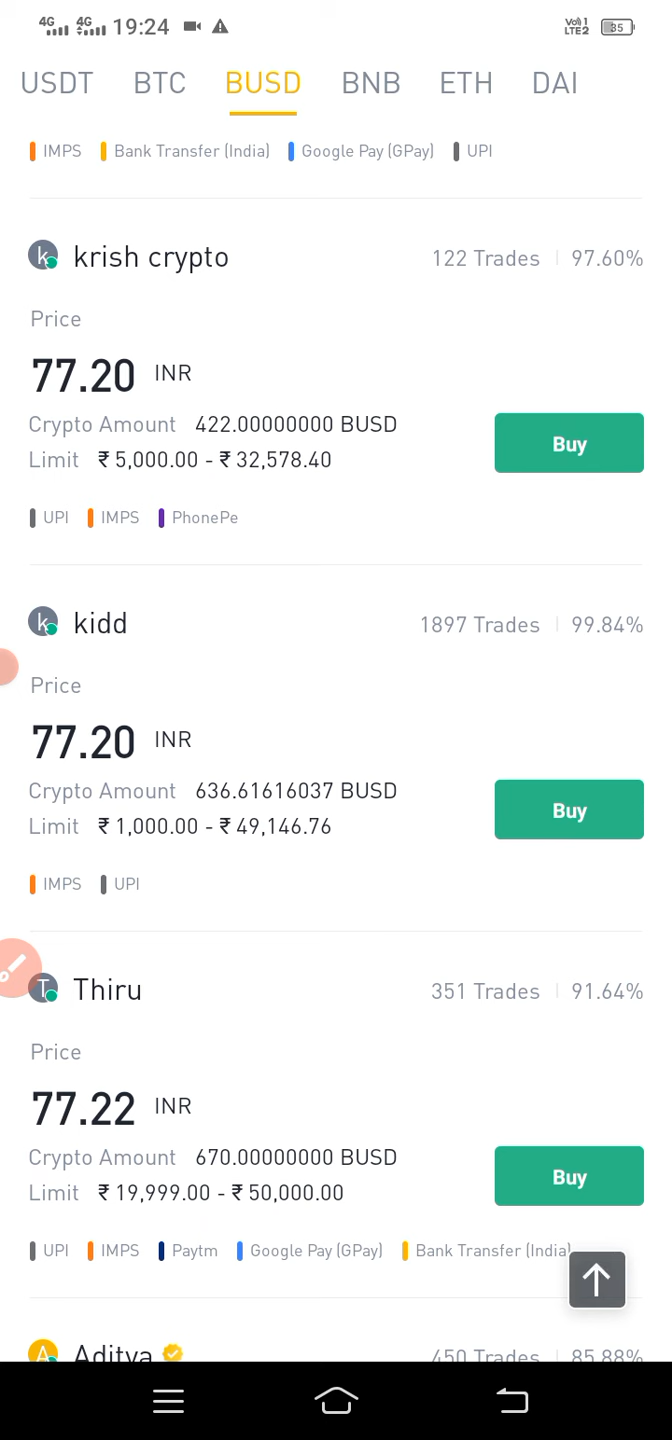 4G 4G 19:24 Vol) 1 LTE2 35
USDT BTC BUSD BNB ETH DAI
IMPS Bank Transfer (India) Google Pay (GPay) UPI
k krish crypto 122 Trades 97.60%
Price
77.20 INR
Crypto Amount 422.00000000 BUSD
Limit ₹ 5,000.00 - ₹ 32,578.40
Buy
UPI IMPS PhonePe
k kidd 1897 Trades 99.84%
Price
77.20 INR
Crypto Amount 636.61616037 BUSD
Limit ₹ 1,000.00 - ₹ 49,146.76
Buy
IMPS UPI
T Thiru 351 Trades 91.64%
Price
77.22 INR
Crypto Amount 670.00000000 BUSD
Limit ₹ 19,999.00 - ₹ 50,000.00
Buy
UPI IMPS Paytm Google Pay (GPay) Bank Transfer (India)
A Aditya 450 Trades 85.88%